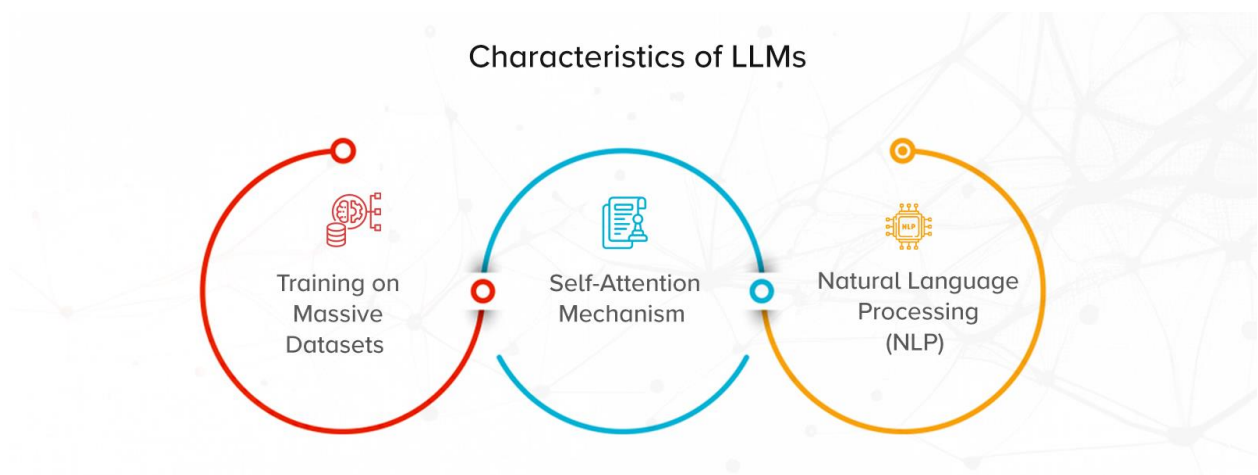 Characteristics of LLMs
Training on
Massive
Datasets
Self-Attention
Mechanism
NLP
Natural Language
Processing
(NLP)